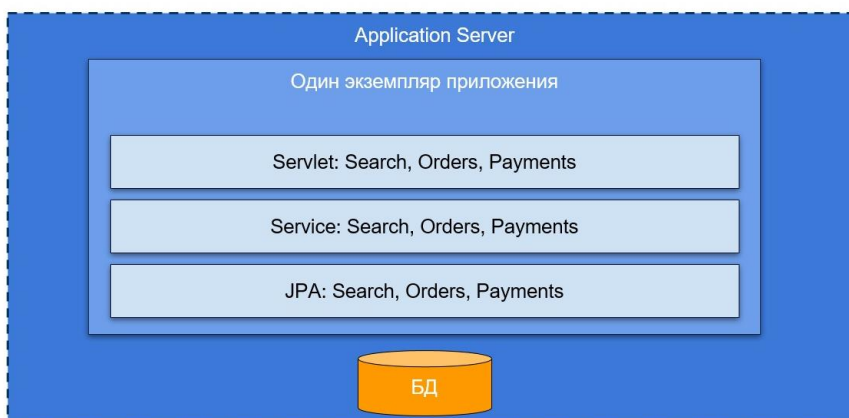 Application Server
Один экземпляр приложения
Servlet: Search, Orders, Payments
Service: Search, Orders, Payments
JPA: Search, Orders, Payments
БД